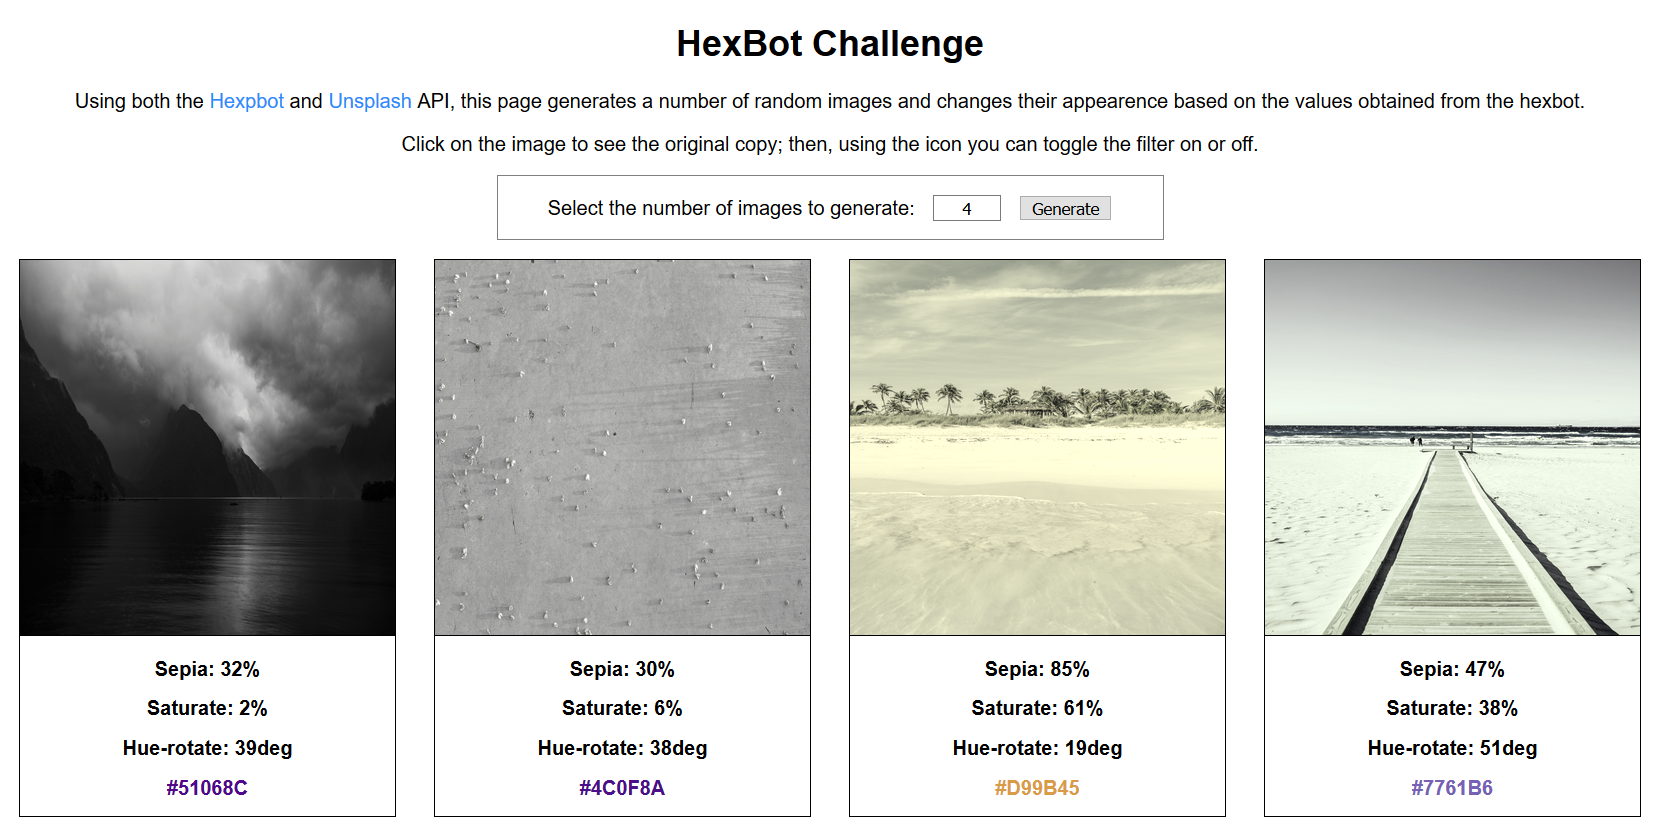 HexBot Challenge
Using both the Hexpbot and Unsplash API, this page generates a number of random images and changes their appearence based on the values obtained from the hexbot.
Click on the image to see the original copy; then, using the icon you can toggle the filter on or off.
Select the number of images to generate: 4 Generate
Sepia: 32%
Saturate: 2%
Hue-rotate: 39deg
#51068C
Sepia: 30%
Saturate: 6%
Hue-rotate: 38deg
#4C0F8A
Sepia: 85%
Saturate: 61%
Hue-rotate: 19deg
#D99B45
Sepia: 47%
Saturate: 38%
Hue-rotate: 51deg
#7761B6